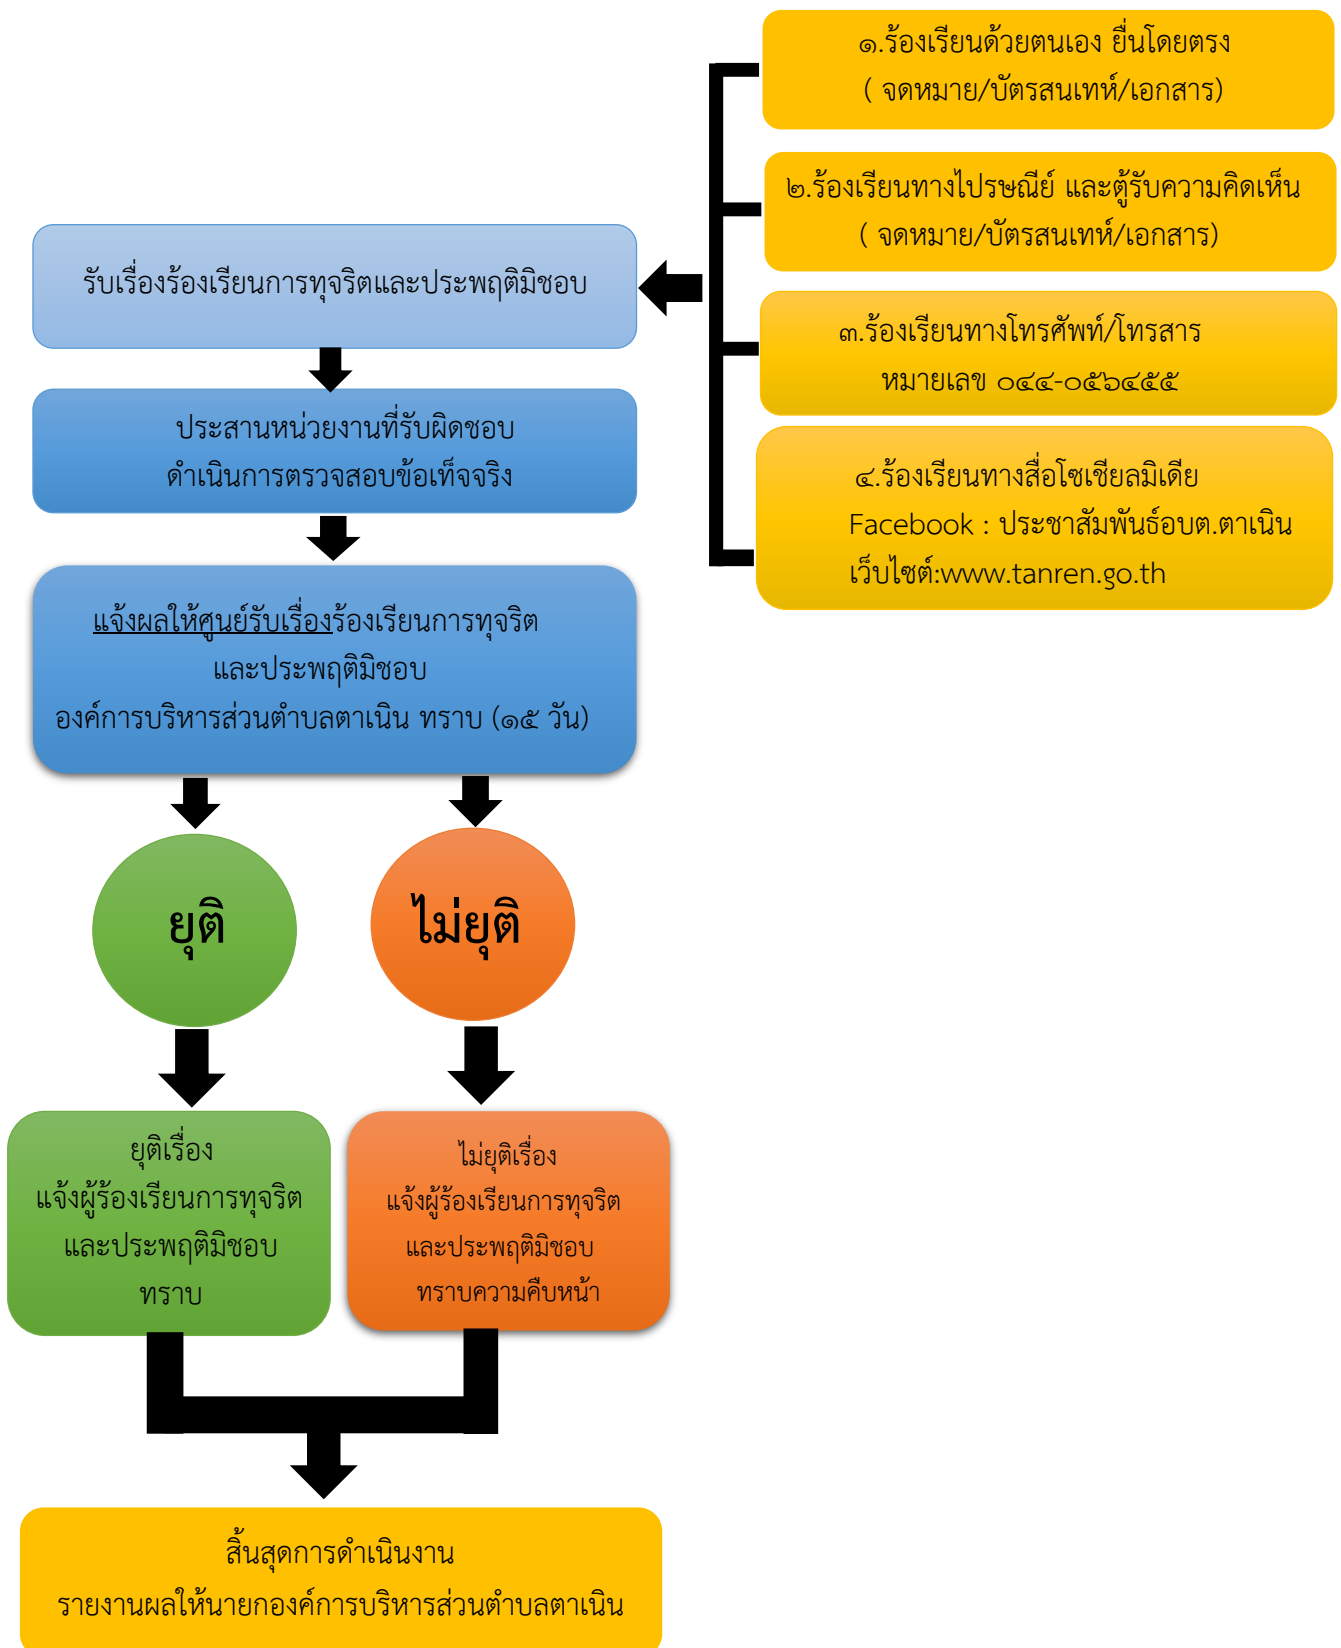 ๑.ร้องเรียนด้วยตนเอง ยื่นโดยตรง
( จดหมาย/บัตรสนเทห์/เอกสาร)
๒.ร้องเรียนทางไปรษณีย์ และตู้รับความคิดเห็น
( จดหมาย/บัตรสนเทห์/เอกสาร)
๓.ร้องเรียนทางโทรศัพท์/โทรสาร
หมายเลข ๐๔๔-๐๕๖๔๕๕
๔.ร้องเรียนทางสื่อโซเชียลมิเดีย
Facebook : ประชาสัมพันธ์อบต.ตาเนิน
เว็บไซต์:www.tanren.go.th
รับเรื่องร้องเรียนการทุจริตและประพฤติมิชอบ
ประสานหน่วยงานที่รับผิดชอบ
ดำเนินการตรวจสอบข้อเท็จจริง
แจ้งผลให้ศูนย์รับเรื่องร้องเรียนการทุจริต
และประพฤติมิชอบ
องค์การบริหารส่วนตำบลตาเนิน ทราบ (๑๕ วัน)
ยุติ
ไม่ยุติ
ยุติเรื่อง
แจ้งผู้ร้องเรียนการทุจริต
และประพฤติมิชอบ
ทราบ
ไม่ยุติเรื่อง
แจ้งผู้ร้องเรียนการทุจริต
และประพฤติมิชอบ
ทราบความคืบหน้า
สิ้นสุดการดำเนินงาน
รายงานผลให้นายกองค์การบริหารส่วนตำบลตาเนิน